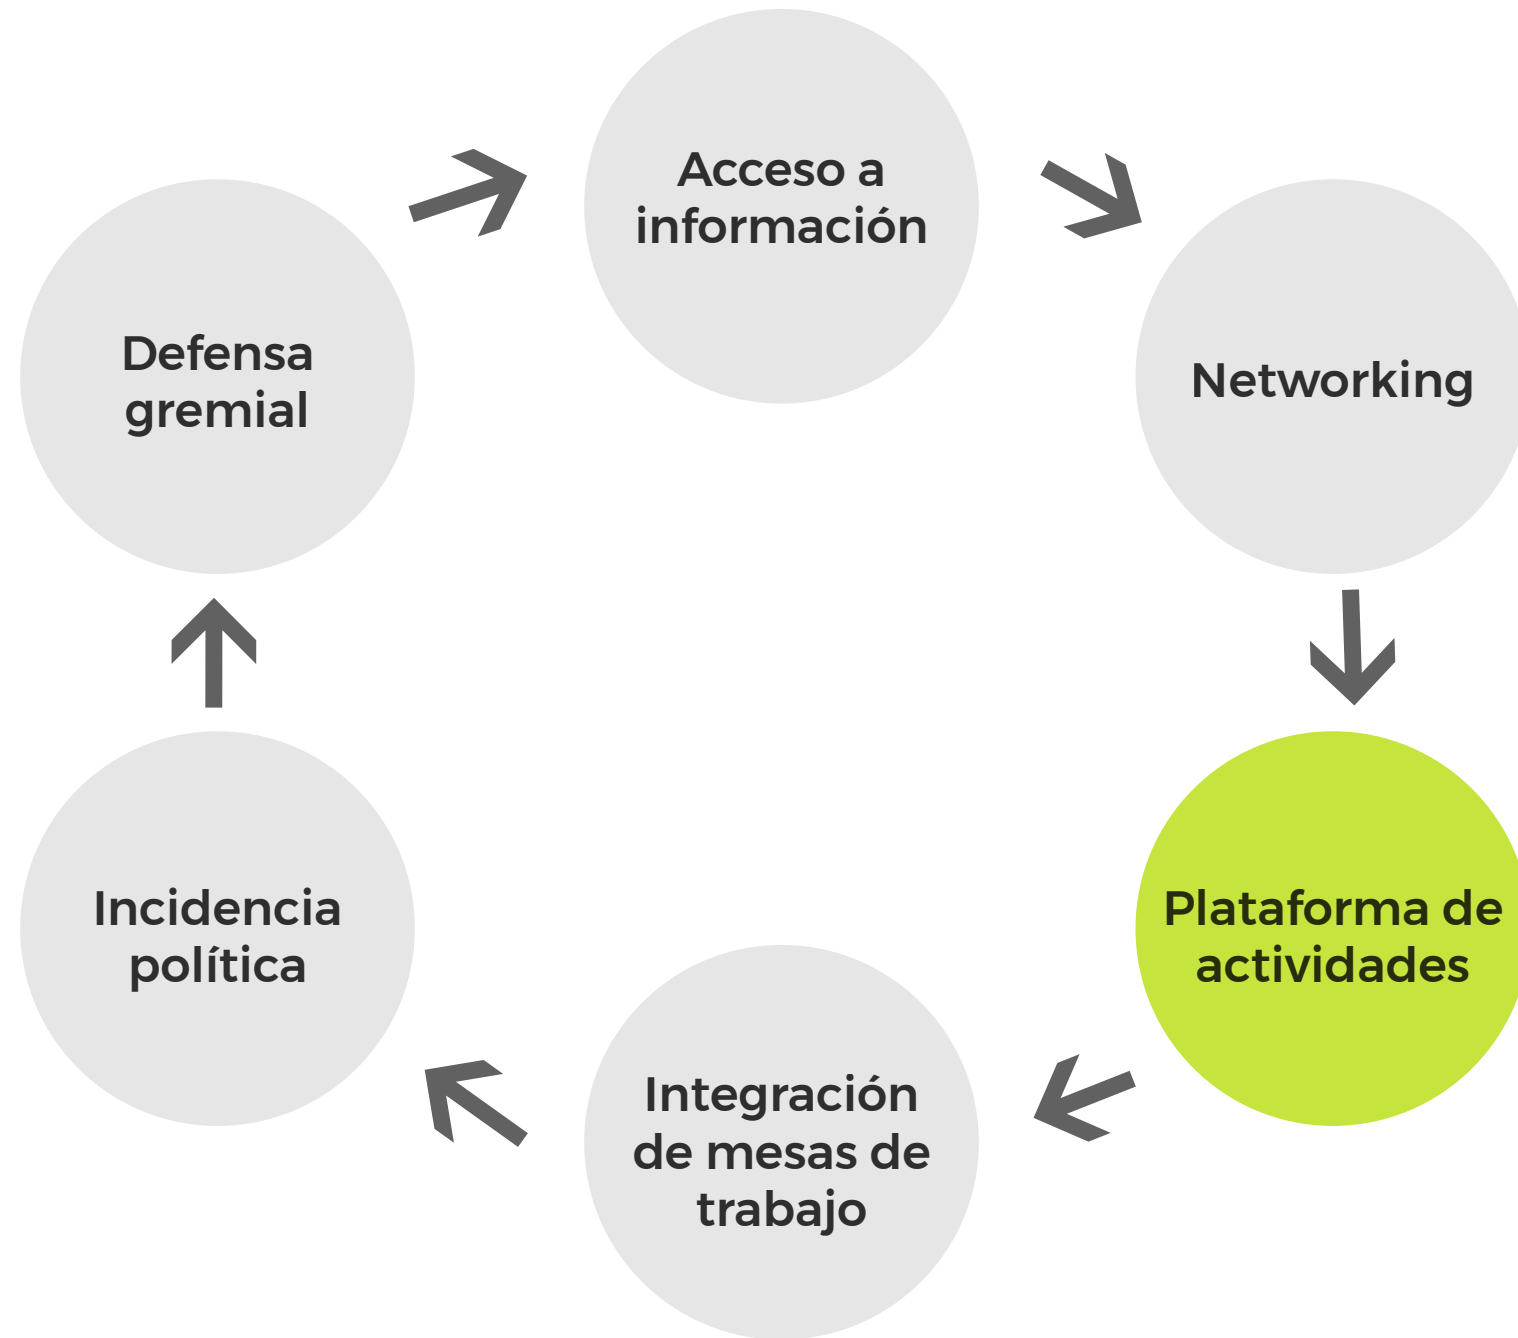 Acceso a
información
Networking
Plataforma de
actividades
Integración
de mesas de
trabajo
Incidencia
política
Defensa
gremial